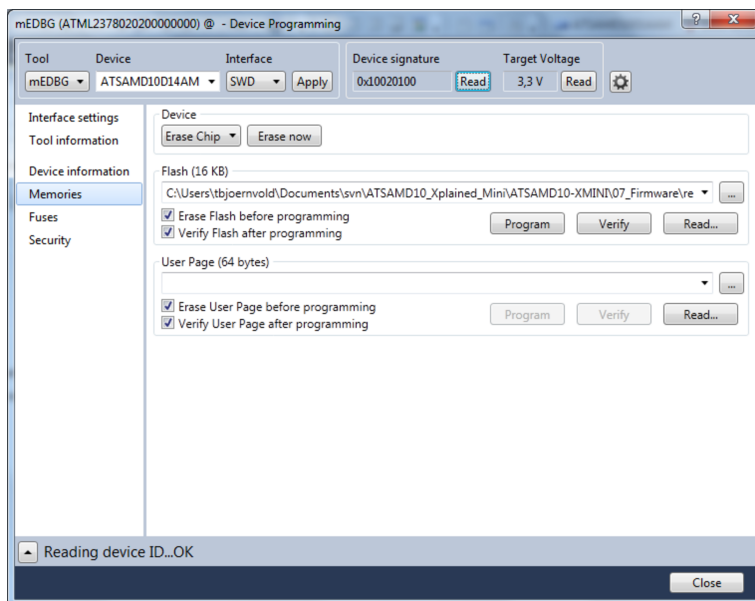 mEDBG (ATML2378020200000000) @ - Device Programming
? X
Tool Device Interface Device signature Target Voltage
mEDBG ATSAMD10D14AM SWD Apply 0x10020100 Read 3,3 V Read
Interface settings
Tool information
Device information
Memories
Fuses
Security
Device
Erase Chip Erase now
Flash (16 KB)
C:\Users\tbjoernvold\Documents\svn\ATSAMD10_Xplained_Mini\ATSAMD10-XMINI\07_Firmware\re ...
Erase Flash before programming
Verify Flash after programming
Program Verify Read...
User Page (64 bytes)
...
Erase User Page before programming
Verify User Page after programming
Program Verify Read...
Reading device ID...OK
Close